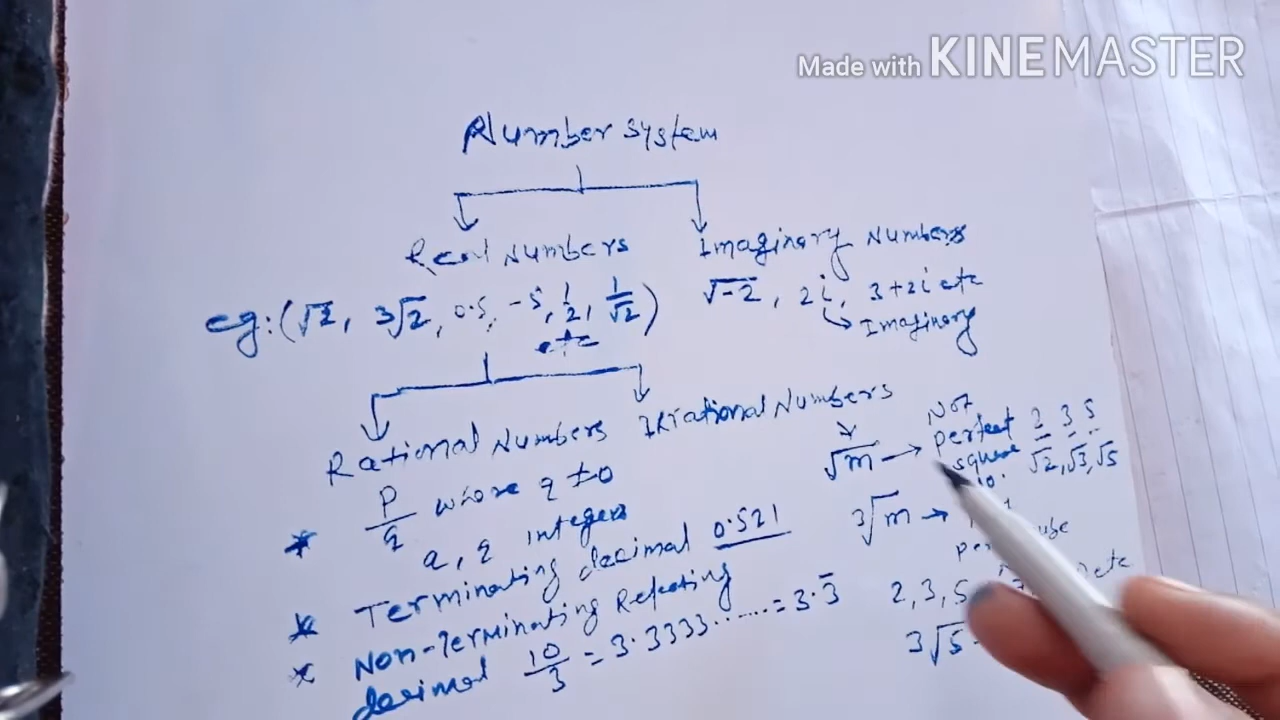 Made with KINEMASTER
Number system
Real Numbers
Imaginary Numbers
eg: (√2, 3√2, 0.5, -5, 1/2, 1/√2)
etc
√-2, 2i, 3+2i etc
Imaginary
Rational Numbers
Irrational Numbers
* P/q where q ≠ 0
a, q integers
* Terminating decimal 0.521
* Non-Terminating Repeating
decimal 10/3 = 3.3333...... = 3.3̅
√m → Not
perfect
square
no.
2 3 5
√2, √3, √5
3√m →
2, 3, 5
etc
3√5